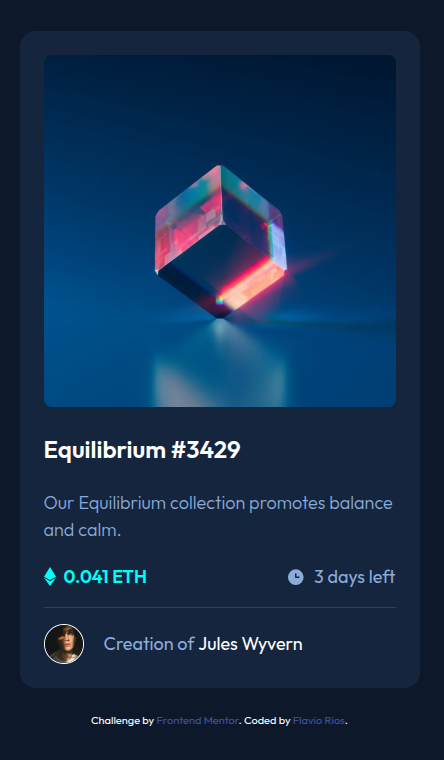 Equilibrium #3429
Our Equilibrium collection promotes balance
and calm.
0.041 ETH
3 days left
Creation of Jules Wyvern
Challenge by Frontend Mentor. Coded by Flavio Rios.